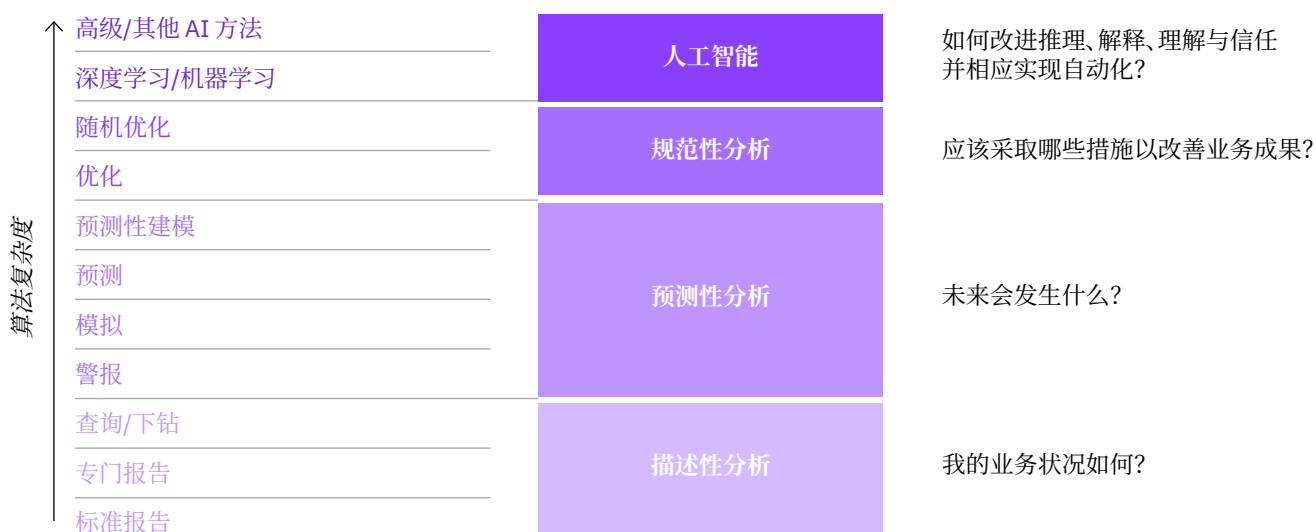 高级/其他 AI 方法
深度学习/机器学习
人工智能
如何改进推理、解释、理解与信任
并相应实现自动化?
随机优化
优化
规范性分析
应该采取哪些措施以改善业务成果?
算法复杂度
预测性建模
预测
模拟
警报
预测性分析
未来会发生什么?
查询/下钻
专门报告
标准报告
描述性分析
我的业务状况如何?